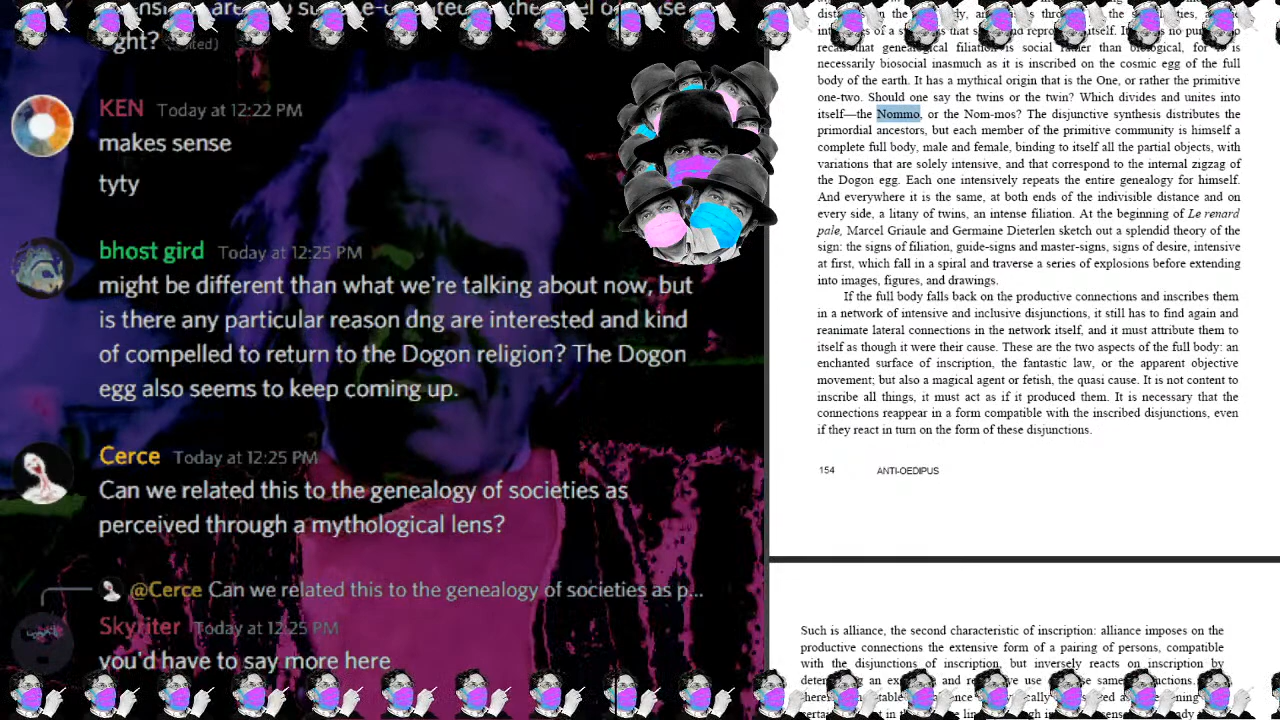 ght?
KEN Today at 12:22 PM
makes sense
tyty
bhost gird Today at 12:25 PM
might be different than what we're talking about now, but
is there any particular reason dng are interested and kind
of compelled to return to the Dogon religion? The Dogon
egg also seems to keep coming up.
Cerce Today at 12:25 PM
Can we related this to the genealogy of societies as
perceived through a mythological lens?
@Cerce Can we related this to the genealogy of societies as p...
Skyriter Today at 12:25 PM
you'd have to say more here
recall that genealogical filiation is social rather than biological, for it is
necessarily biosocial inasmuch as it is inscribed on the cosmic egg of the full
body of the earth. It has a mythical origin that is the One, or rather the primitive
one-two. Should one say the twins or the twin? Which divides and unites into
itself—the Nommo, or the Nom-mos? The disjunctive synthesis distributes the
primordial ancestors, but each member of the primitive community is himself a
complete full body, male and female, binding to itself all the partial objects, with
variations that are solely intensive, and that correspond to the internal zigzag of
the Dogon egg. Each one intensively repeats the entire genealogy for himself.
And everywhere it is the same, at both ends of the indivisible distance and on
every side, a litany of twins, an intense filiation. At the beginning of Le renard
pale, Marcel Griaule and Germaine Dieterlen sketch out a splendid theory of the
sign: the signs of filiation, guide-signs and master-signs, signs of desire, intensive
at first, which fall in a spiral and traverse a series of explosions before extending
into images, figures, and drawings.
If the full body falls back on the productive connections and inscribes them
in a network of intensive and inclusive disjunctions, it still has to find again and
reanimate lateral connections in the network itself, and it must attribute them to
itself as though it were their cause. These are the two aspects of the full body: an
enchanted surface of inscription, the fantastic law, or the apparent objective
movement; but also a magical agent or fetish, the quasi cause. It is not content to
inscribe all things, it must act as if it produced them. It is necessary that the
connections reappear in a form compatible with the inscribed disjunctions, even
if they react in turn on the form of these disjunctions.
154 ANTI-OEDIPUS
Such is alliance, the second characteristic of inscription: alliance imposes on the
productive connections the extensive form of a pairing of persons, compatible
with the disjunctions of inscription, but inversely reacts on inscription by